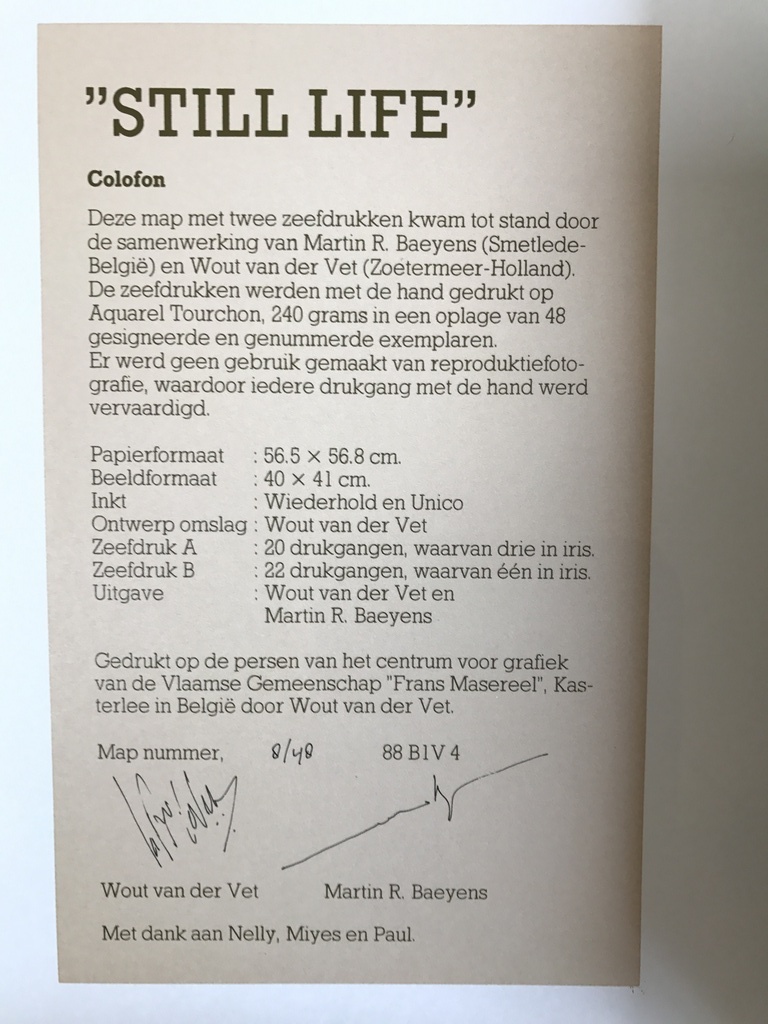 "STILL LIFE"
Colofon
Deze map met twee zeefdrukken kwam tot stand door
de samenwerking van Martin R. Baeyens (Smetlede-
België) en Wout van der Vet (Zoetermeer-Holland).
De zeefdrukken werden met de hand gedrukt op
Aquarel Tourchon, 240 grams in een oplage van 48
gesigneerde en genummerde exemplaren.
Er werd geen gebruik gemaakt van reproduktiefoto-
grafie, waardoor iedere drukgang met de hand werd
vervaardigd.
Papierformaat : 56.5 × 56.8 cm.
Beeldformaat : 40 × 41 cm.
Inkt : Wiederhold en Unico
Ontwerp omslag : Wout van der Vet
Zeefdruk A : 20 drukgangen, waarvan drie in iris.
Zeefdruk B : 22 drukgangen, waarvan één in iris.
Uitgave : Wout van der Vet en
Martin R. Baeyens
Gedrukt op de persen van het centrum voor grafiek
van de Vlaamse Gemeenschap "Frans Masereel", Kas-
terlee in België door Wout van der Vet.
Map nummer, 8/48 88 B1V 4
Wout van der Vet Martin R. Baeyens
Met dank aan Nelly, Miyes en Paul.